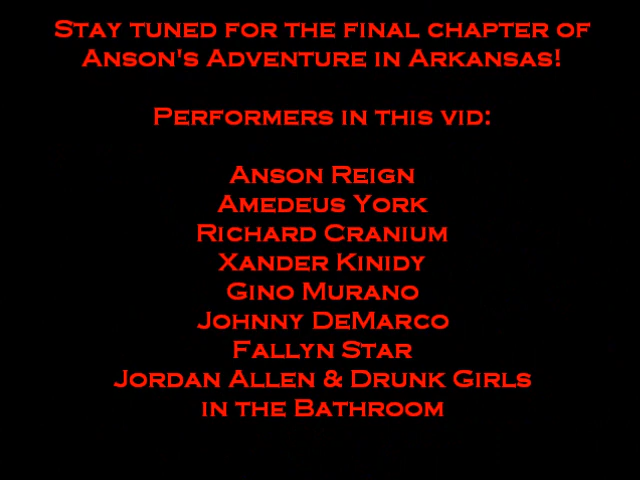 Stay tuned for the final chapter of
Anson's Adventure in Arkansas!
Performers in this vid:
Anson Reign
Amedeus York
Richard Cranium
Xander Kinidy
Gino Murano
Johnny DeMarco
Fallyn Star
Jordan Allen & Drunk Girls
in the Bathroom